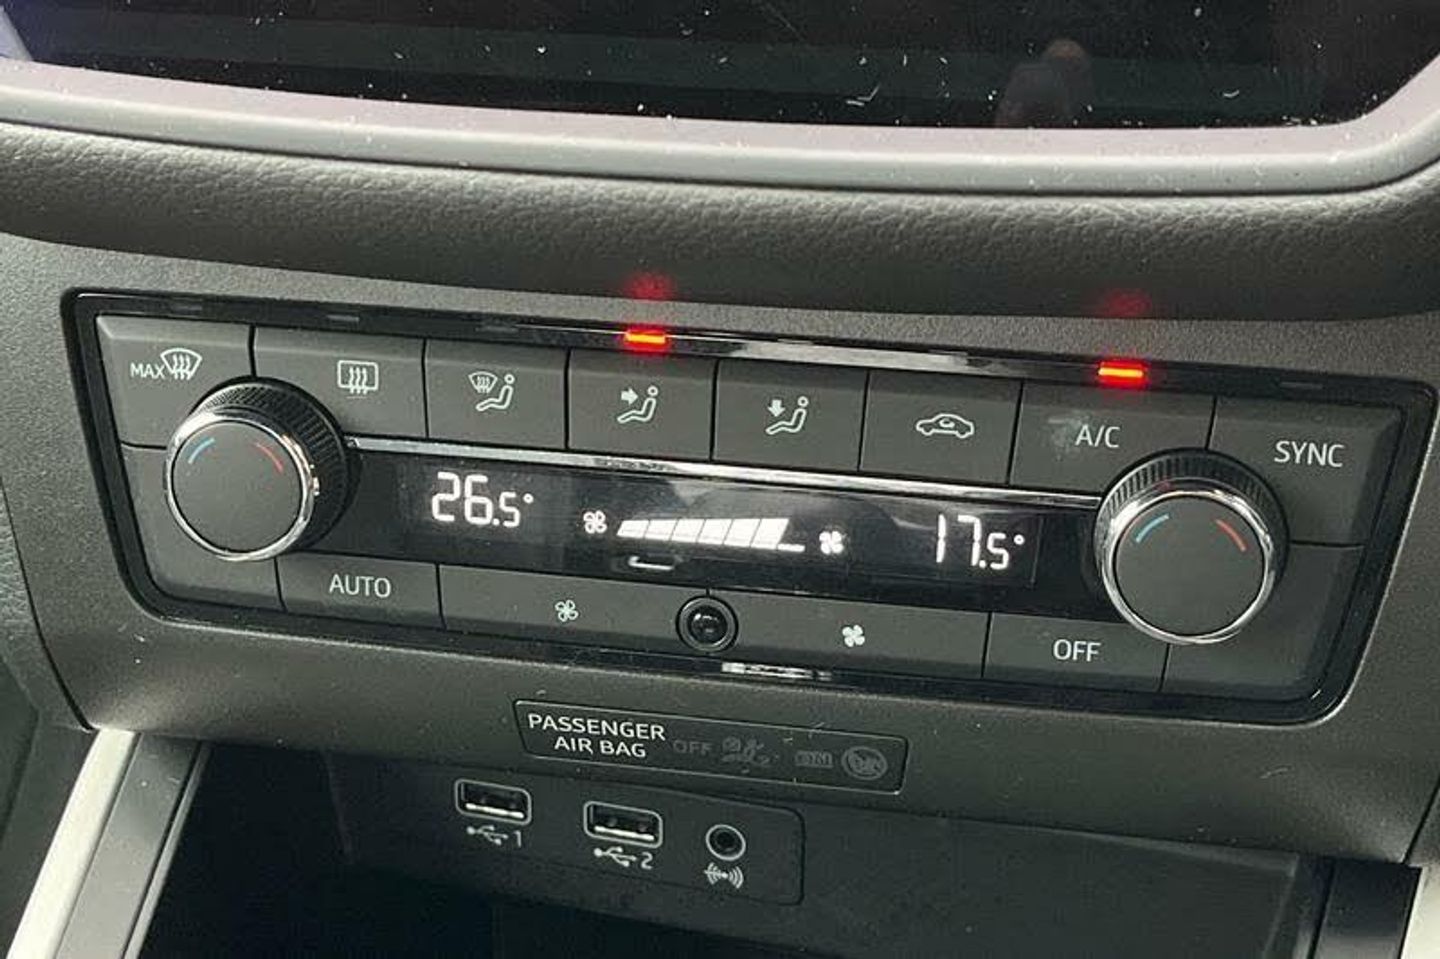 MAX
A/C
SYNC
26.5°
17.5°
AUTO
OFF
PASSENGER
AIR BAG OFF
1
2